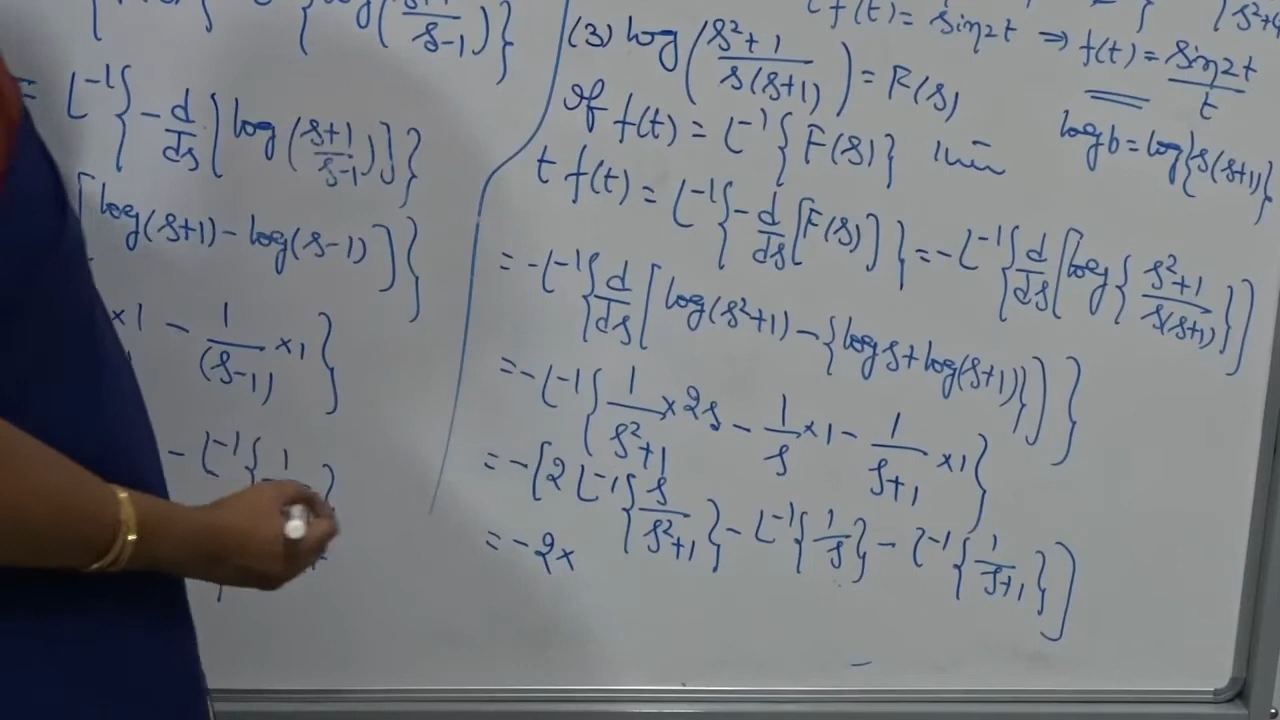 log(s+1/s-1)}
= L⁻¹{-d/ds[log(s+1/s-1)]}
[log(s+1) - log(s-1)]}
×1 - 1/(s-1) ×1}
- L⁻¹{1
(3) log(s²+1/s(s+1)) = F(s)
If f(t) = L⁻¹{F(s)} then
t f(t) = L⁻¹{-d/ds[F(s)]} = -L⁻¹{d/ds[log{s²+1/s(s+1)}]
= -L⁻¹{d/ds[log(s²+1) - {log s + log(s+1)}]}
= -L⁻¹{1/s²+1 × 2s - 1/s ×1 - 1/s+1 ×1}
= -[2 L⁻¹{s/s²+1} - L⁻¹{1/s} - L⁻¹{1/s+1}]
= -2×
t f(t) = sin2t ⇒ f(t) = sin2t/t
log b = log{s(s+1)}